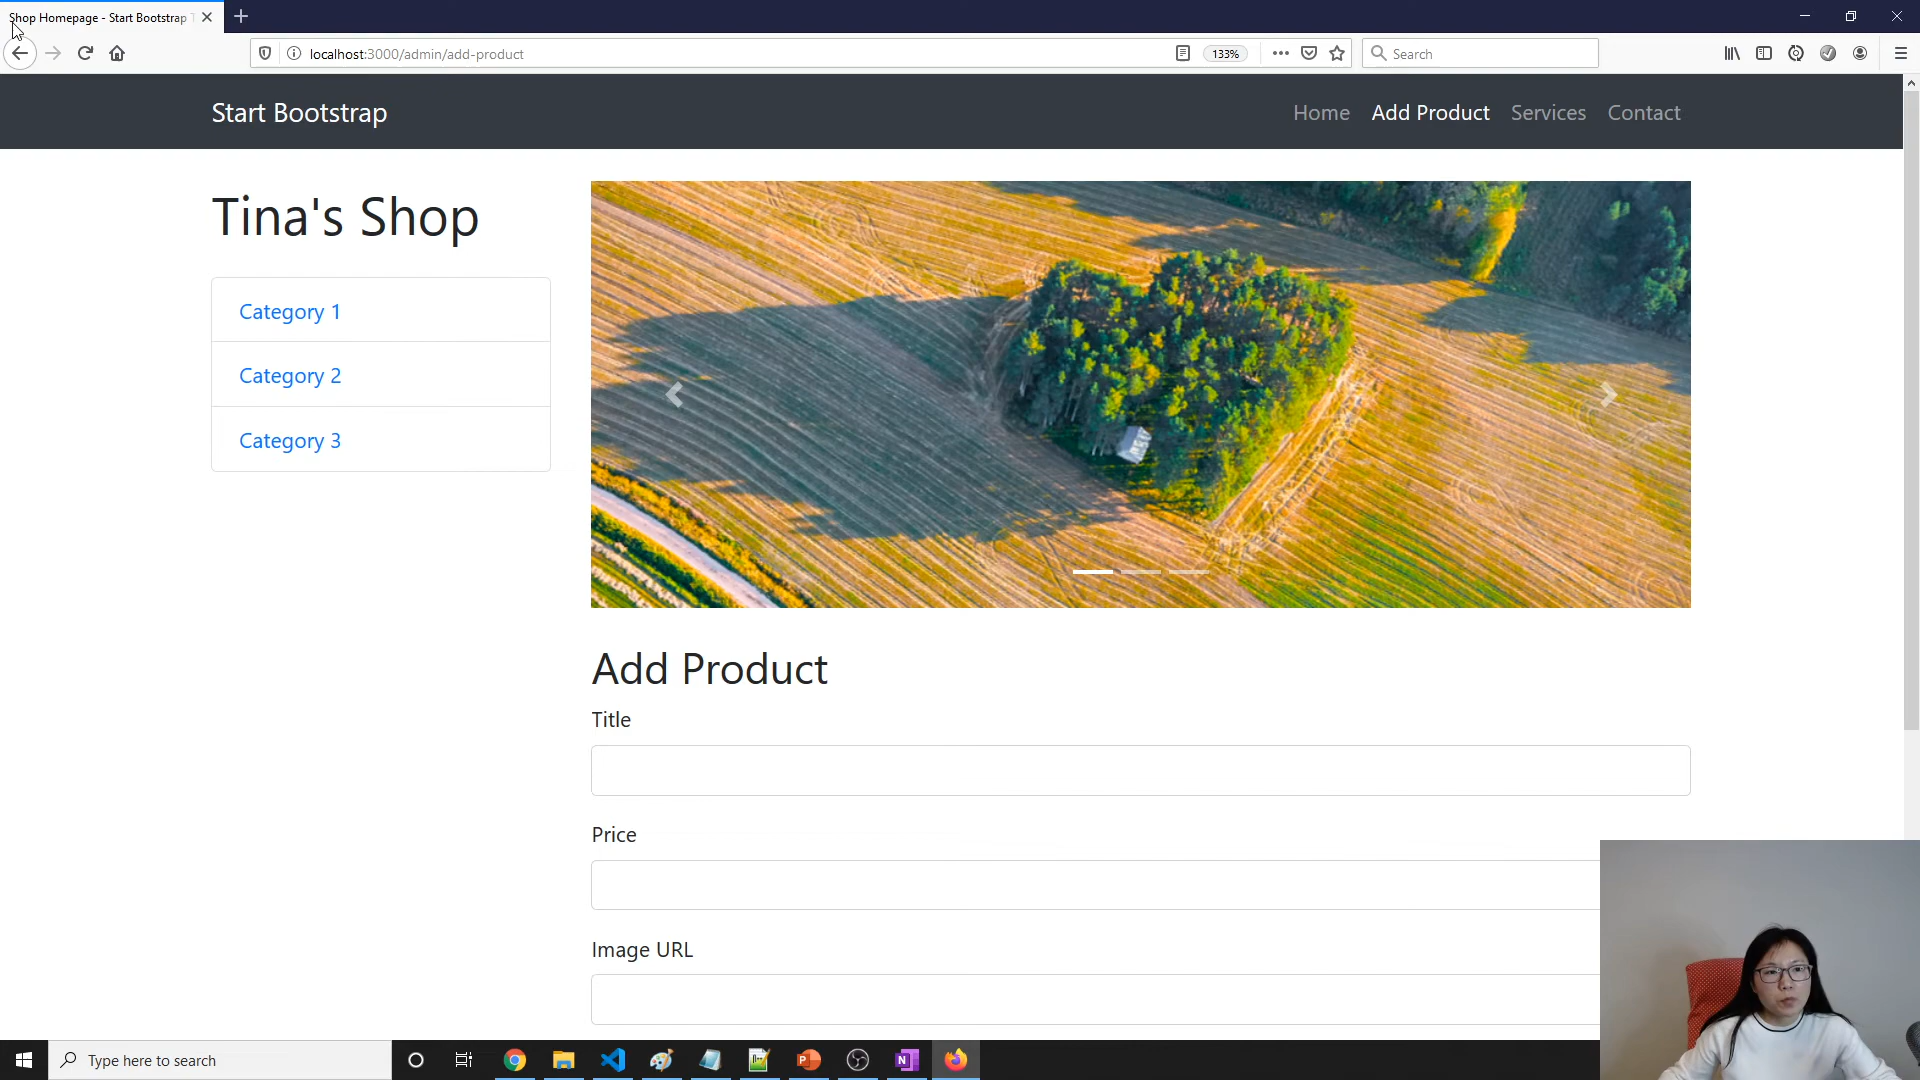 Shop Homepage - Start Bootstrap T
localhost:3000/admin/add-product
133%
Search
Start Bootstrap
Home Add Product Services Contact
Tina's Shop
Category 1
Category 2
Category 3
Add Product
Title
Price
Image URL
Type here to search